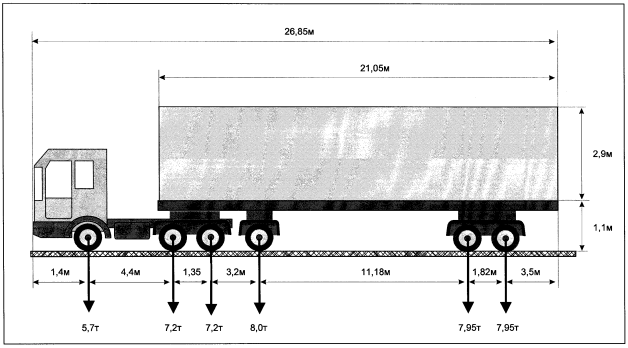 26,85м
21,05м
2,9м
1,1м
1,4м
4,4м
1,35
3,2м
11,18м
1,82м
3,5м
5,7т
7,2т
7,2т
8,0т
7,95т
7,95т